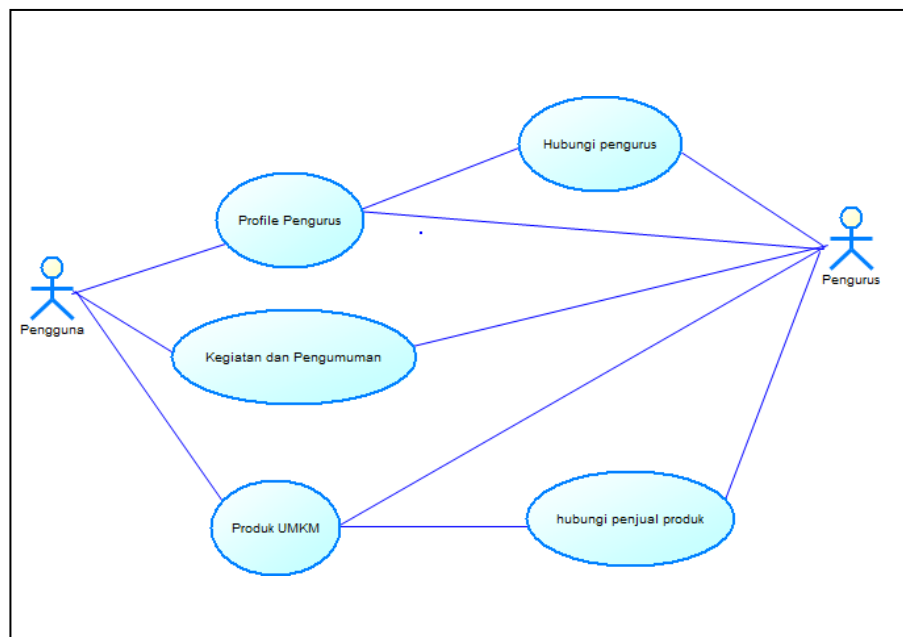 Hubungi pengurus
Profile Pengurus
Pengurus
Pengguna
Kegiatan dan Pengumuman
Produk UMKM
hubungi penjual produk